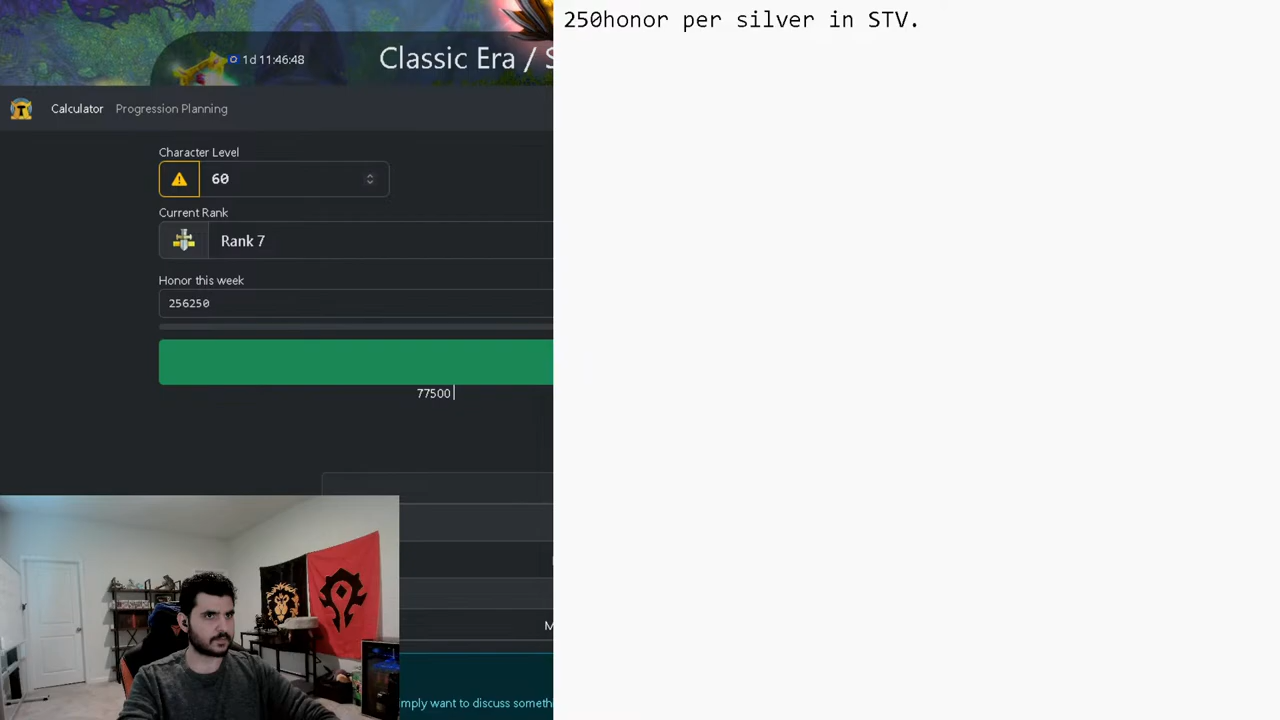 1d 11:46:48
Classic Era / S
Calculator Progression Planning
Character Level
60
Current Rank
Rank 7
Honor this week
256250
77500
M
imply want to discuss someth
250honor per silver in STV.